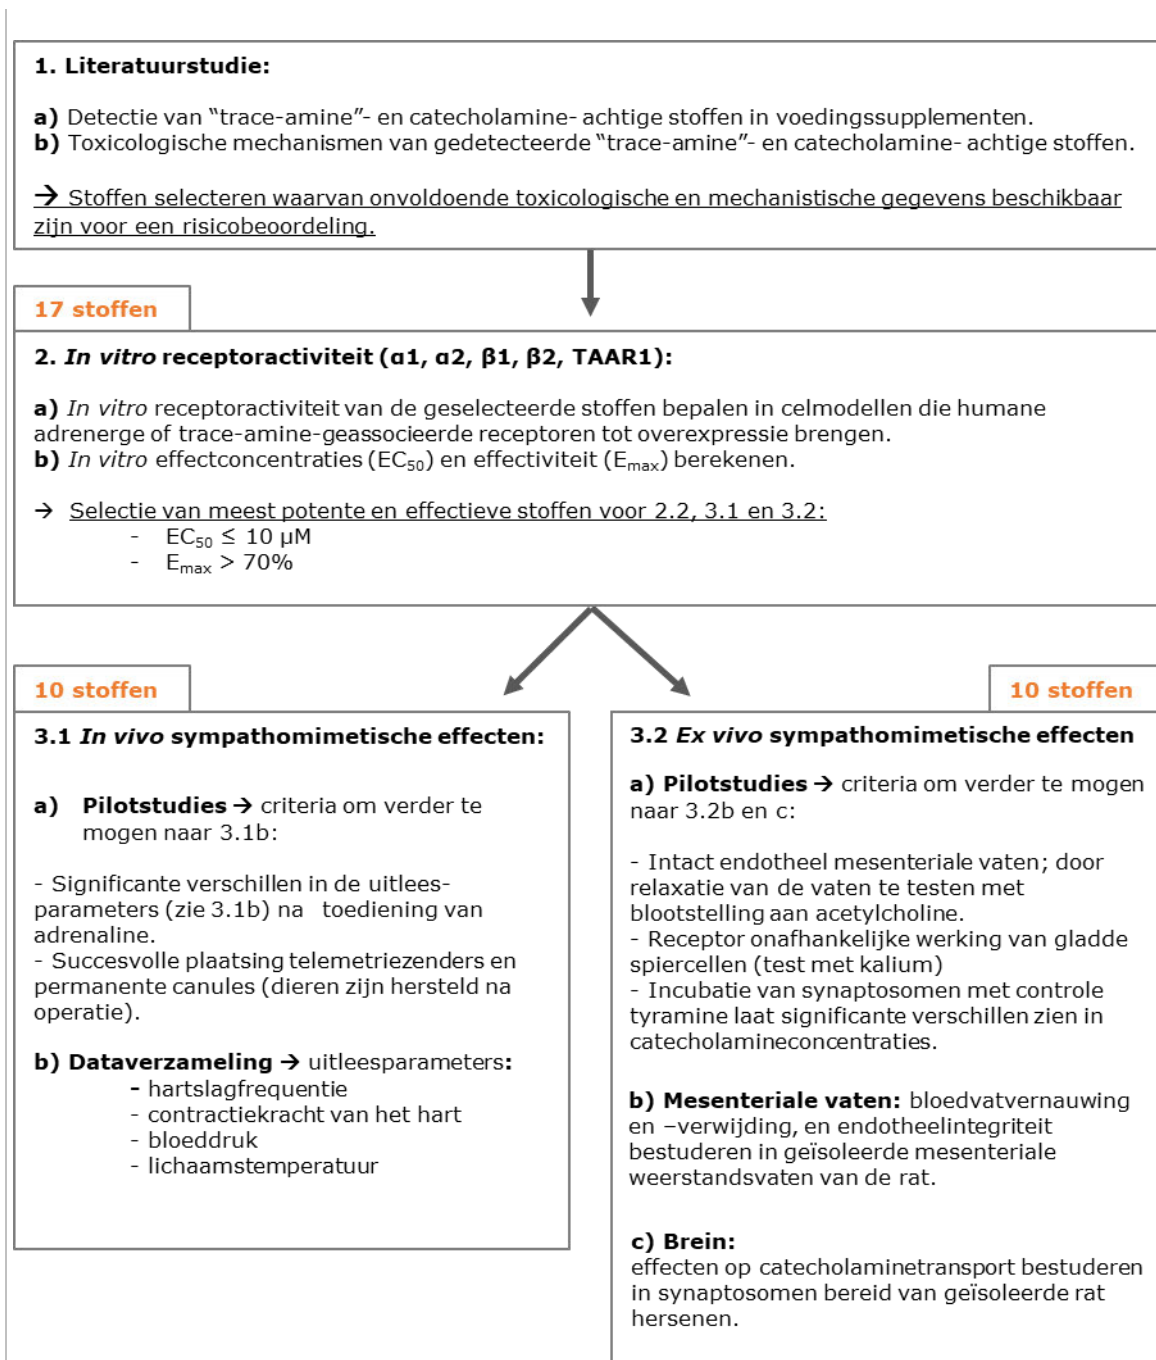 1. Literatuurstudie:
a) Detectie van “trace-amine”- en catecholamine- achtige stoffen in voedingssupplementen.
b) Toxicologische mechanismen van gedetecteerde “trace-amine”- en catecholamine- achtige stoffen.
→ Stoffen selecteren waarvan onvoldoende toxicologische en mechanistische gegevens beschikbaar
zijn voor een risicobeoordeling.
17 stoffen
2. In vitro receptoractiviteit (α1, α2, β1, β2, TAAR1):
a) In vitro receptoractiviteit van de geselecteerde stoffen bepalen in celmodellen die humane
adrenerge of trace-amine-geassocieerde receptoren tot overexpressie brengen.
b) In vitro effectconcentraties (EC50) en effectiviteit (Emax) berekenen.
→ Selectie van meest potente en effectieve stoffen voor 2.2, 3.1 en 3.2:
- EC50 ≤ 10 µM
- Emax > 70%
10 stoffen
3.1 In vivo sympathomimetische effecten:
a) Pilotstudies → criteria om verder te
mogen naar 3.1b:
- Significante verschillen in de uitlees-
parameters (zie 3.1b) na toediening van
adrenaline.
- Succesvolle plaatsing telemetriezenders en
permanente canules (dieren zijn hersteld na
operatie).
b) Dataverzameling → uitleesparameters:
- hartslagfrequentie
- contractiekracht van het hart
- bloeddruk
- lichaamstemperatuur
10 stoffen
3.2 Ex vivo sympathomimetische effecten
a) Pilotstudies → criteria om verder te mogen
naar 3.2b en c:
- Intact endotheel mesenteriale vaten; door
relaxatie van de vaten te testen met
blootstelling aan acetylcholine.
- Receptor onafhankelijke werking van gladde
spiercellen (test met kalium)
- Incubatie van synaptosomen met controle
tyramine laat significante verschillen zien in
catecholamineconcentraties.
b) Mesenteriale vaten: bloedvatvernauwing
en –verwijding, en endotheelintegriteit
bestuderen in geïsoleerde mesenteriale
weerstandsvaten van de rat.
c) Brein:
effecten op catecholaminetransport bestuderen
in synaptosomen bereid van geïsoleerde rat
hersenen.